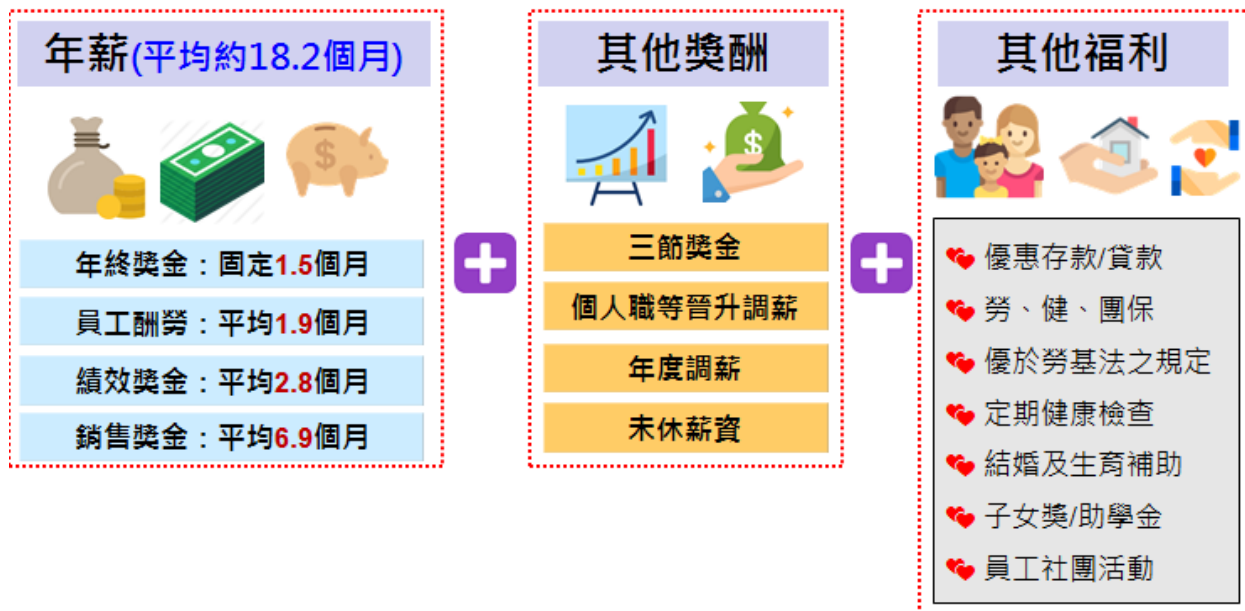 年薪(平均約18.2個月)
年終獎金：固定1.5個月
員工酬勞：平均1.9個月
績效獎金：平均2.8個月
銷售獎金：平均6.9個月
其他獎酬
三節獎金
個人職等晉升調薪
年度調薪
未休薪資
其他福利
優惠存款/貸款
勞、健、團保
優於勞基法之規定
定期健康檢查
結婚及生育補助
子女獎/助學金
員工社團活動